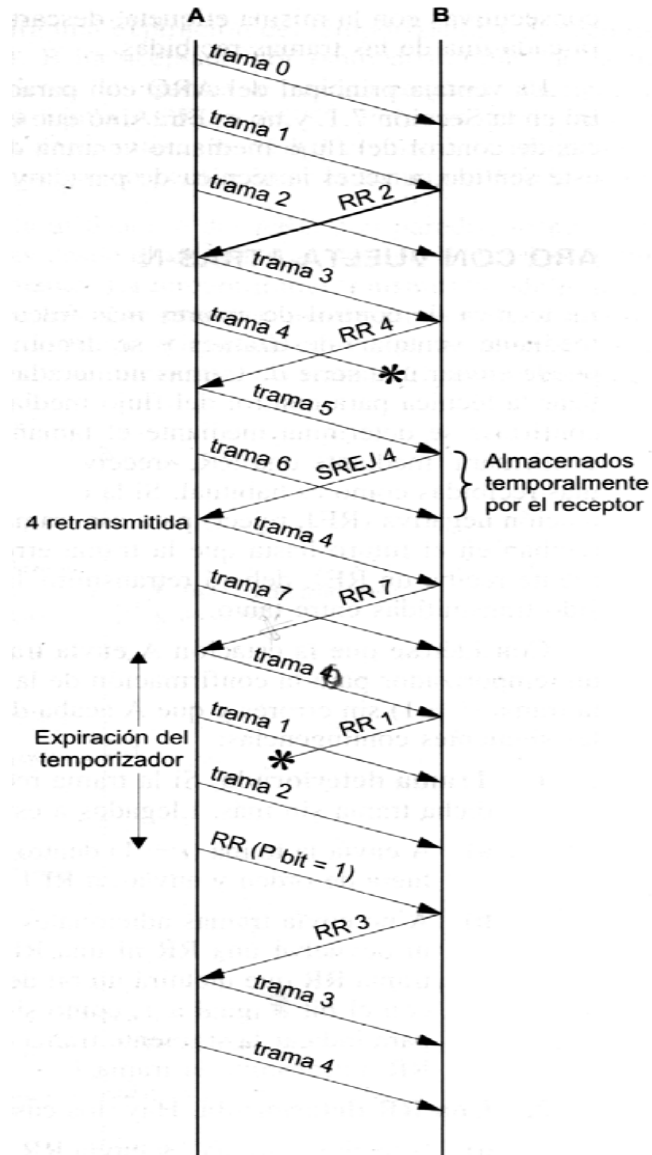 A
B
trama 0
trama 1
RR 2
trama 2
trama 3
trama 4
RR 4
*
trama 5
trama 6
SREJ 4
Almacenados
temporalmente
por el receptor
4 retransmitida
trama 4
trama 7
RR 7
trama
trama 1
RR 1
*
Expiración del
temporizador
trama 2
RR (P bit = 1)
RR 3
trama 3
trama 4